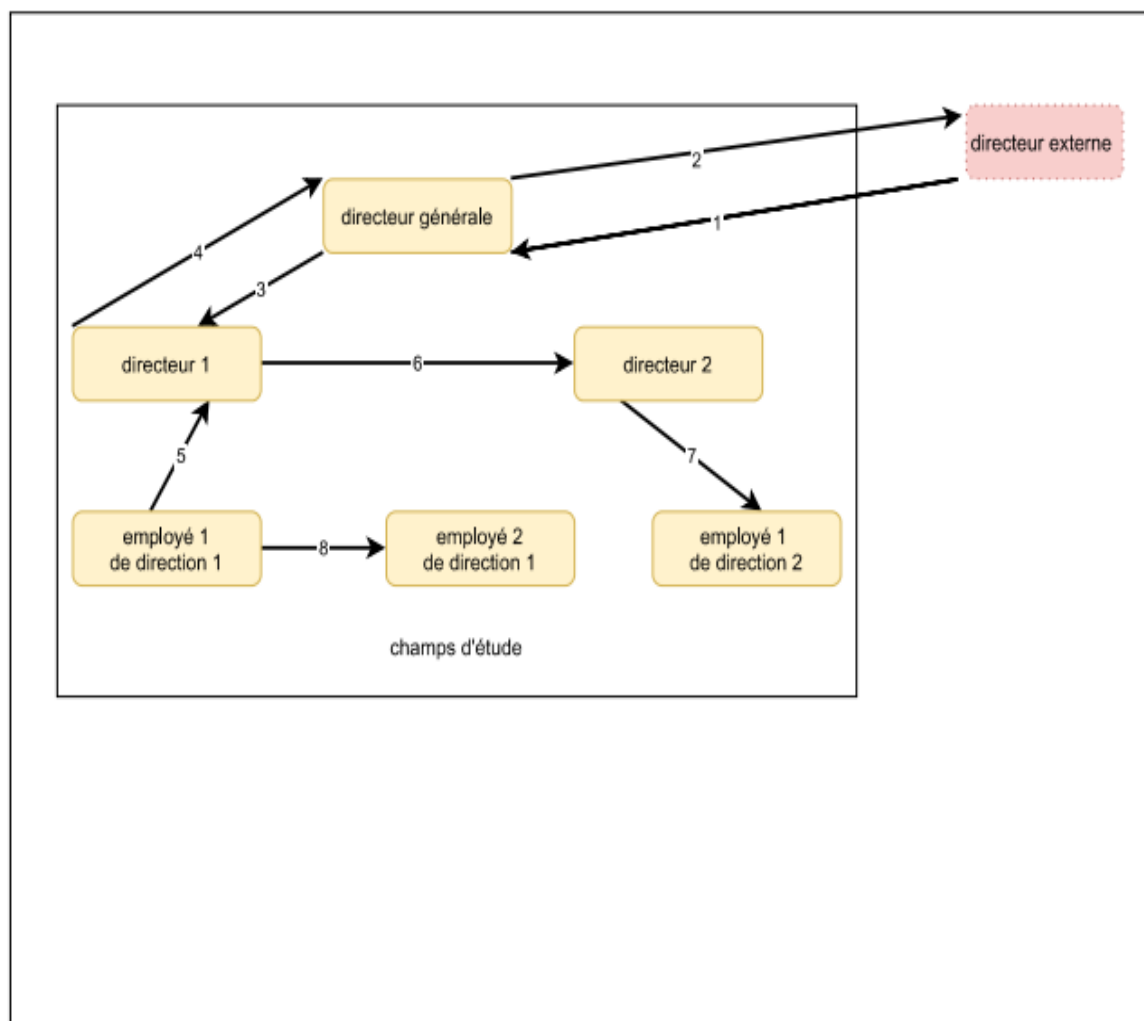 directeur externe
2
1
directeur générale
4
3
directeur 1
6
directeur 2
5
7
employé 1
de direction 1
8
employé 2
de direction 1
employé 1
de direction 2
champs d'étude